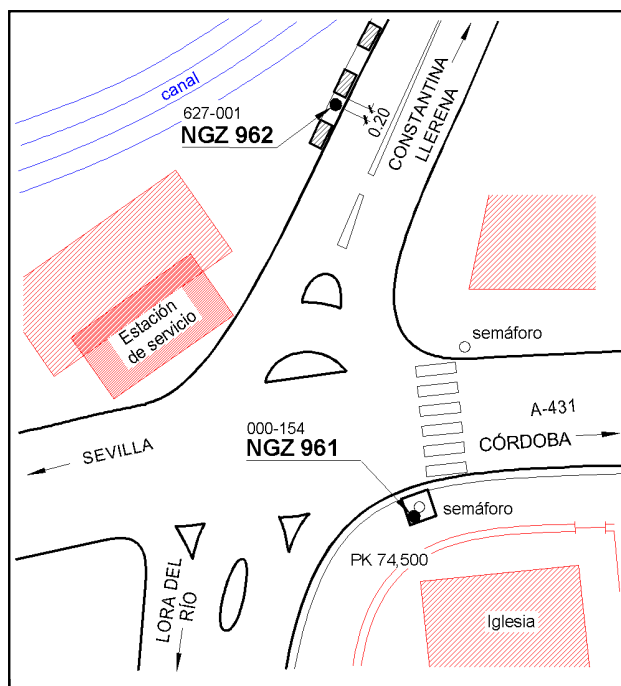 canal
627-001
NGZ 962
0.20
CONSTANTINA
LLERENA
Estación
de servicio
semáforo
A-431
000-154
NGZ 961
CÓRDOBA
SEVILLA
semáforo
PK 74,500
LORA DEL
RÍO
Iglesia